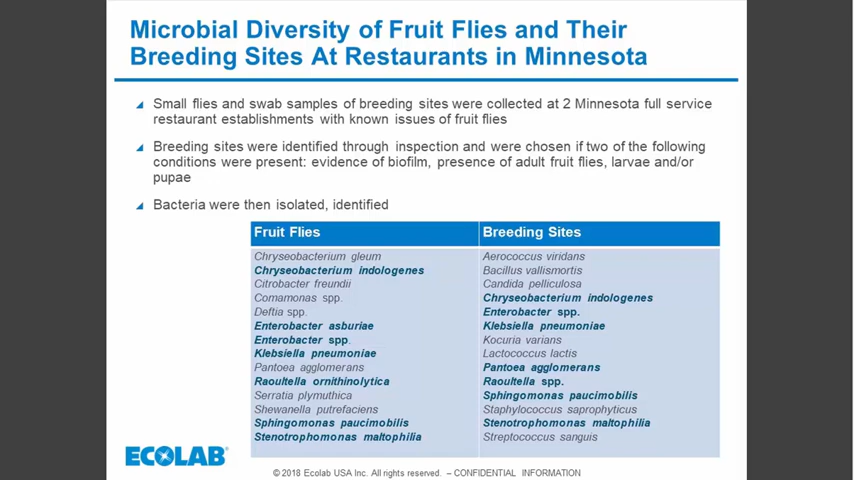 Microbial Diversity of Fruit Flies and Their
Breeding Sites At Restaurants in Minnesota
Small flies and swab samples of breeding sites were collected at 2 Minnesota full service
restaurant establishments with known issues of fruit flies
Breeding sites were identified through inspection and were chosen if two of the following
conditions were present: evidence of biofilm, presence of adult fruit flies, larvae and/or
pupae
Bacteria were then isolated, identified
Fruit Flies
Chryseobacterium gleum
Chryseobacterium indologenes
Citrobacter freundii
Comamonas spp.
Deftia spp.
Enterobacter asburiae
Enterobacter spp.
Klebsiella pneumoniae
Pantoea agglomerans
Raoultella ornithinolytica
Serratia plymuthica
Shewanella putrefaciens
Sphingomonas paucimobilis
Stenotrophomonas maltophilia
Breeding Sites
Aerococcus viridans
Bacillus vallismortis
Candida pelliculosa
Chryseobacterium indologenes
Enterobacter spp.
Klebsiella pneumoniae
Kocuria varians
Lactococcus lactis
Pantoea agglomerans
Raoultella spp.
Sphingomonas paucimobilis
Staphylococcus saprophyticus
Stenotrophomonas maltophilia
Streptococcus sanguis
ECOLAB®
© 2018 Ecolab USA Inc. All rights reserved. – CONFIDENTIAL INFORMATION